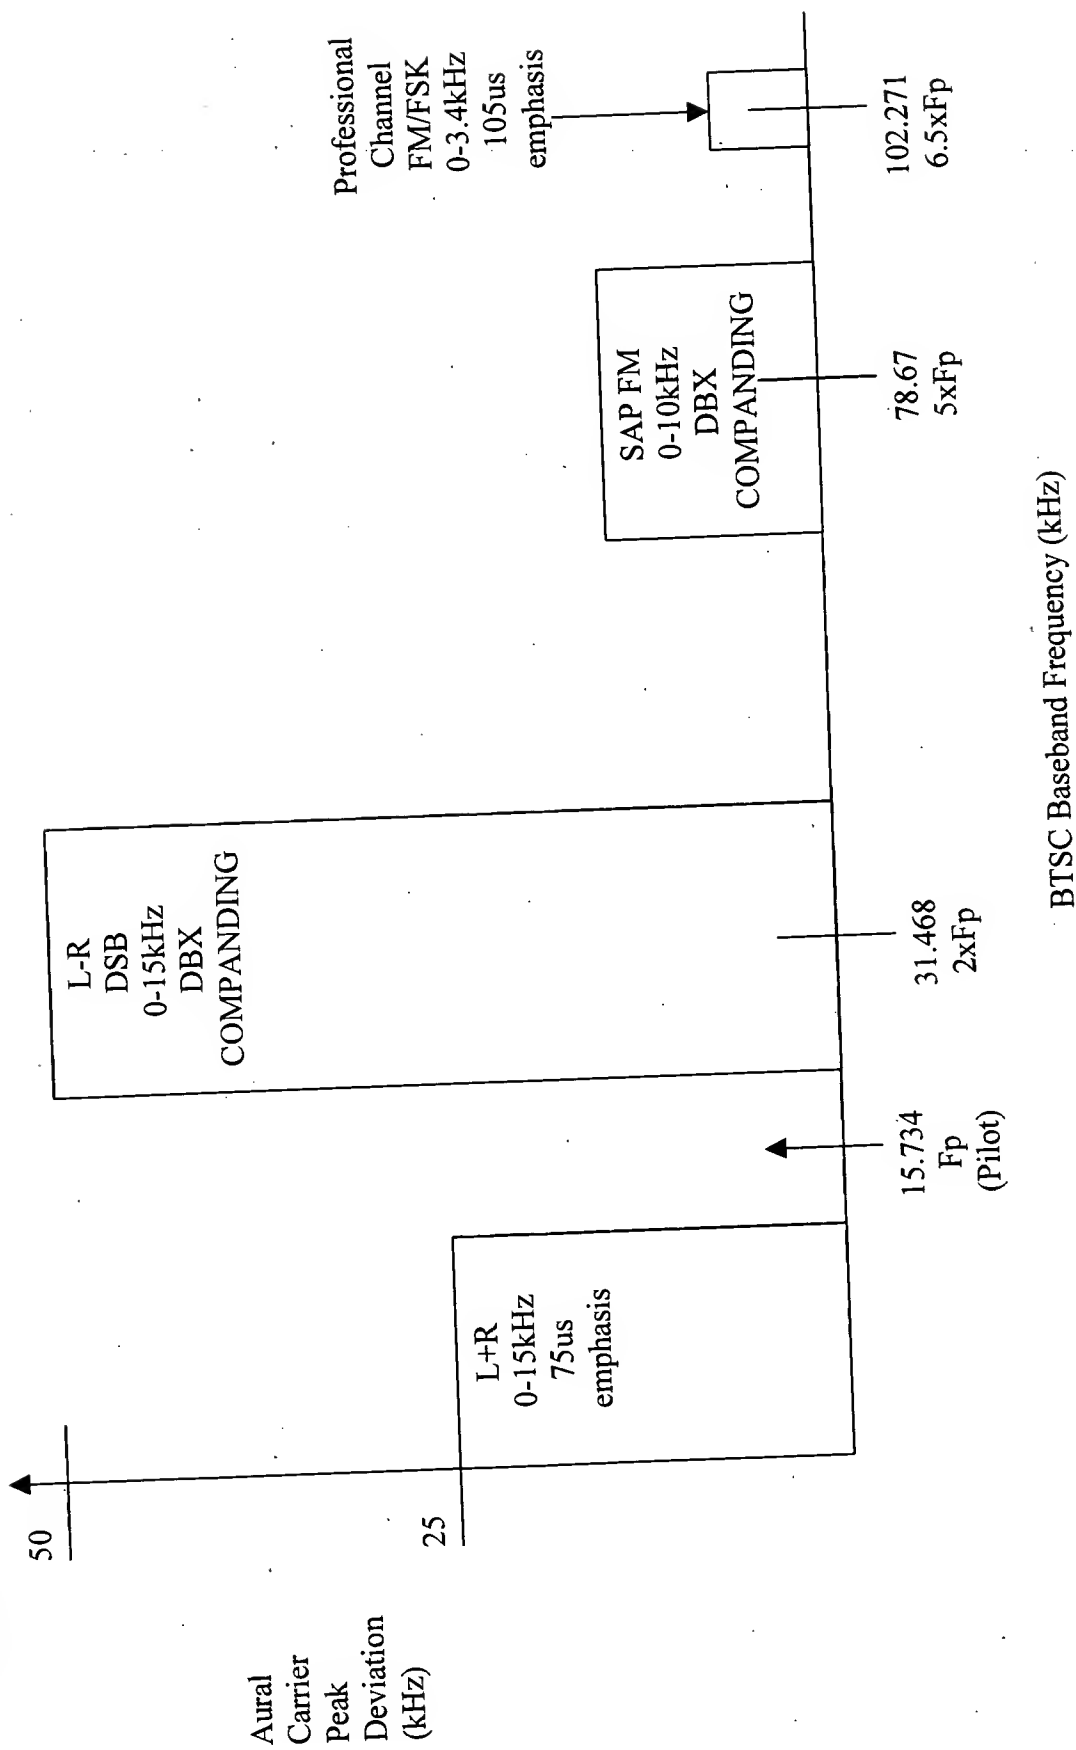 Aural
Carrier
Peak
Deviation
(kHz)
50
25
L+R
0-15kHz
75us
emphasis
15.734
Fp
(Pilot)
L-R
DSB
0-15kHz
DBX
COMPANDING
31.468
2xFp
SAP FM
0-10kHz
DBX
COMPANDING
78.67
5xFp
Professional
Channel
FM/FSK
0-3.4kHz
105us
emphasis
102.271
6.5xFp
BTSC Baseband Frequency (kHz)